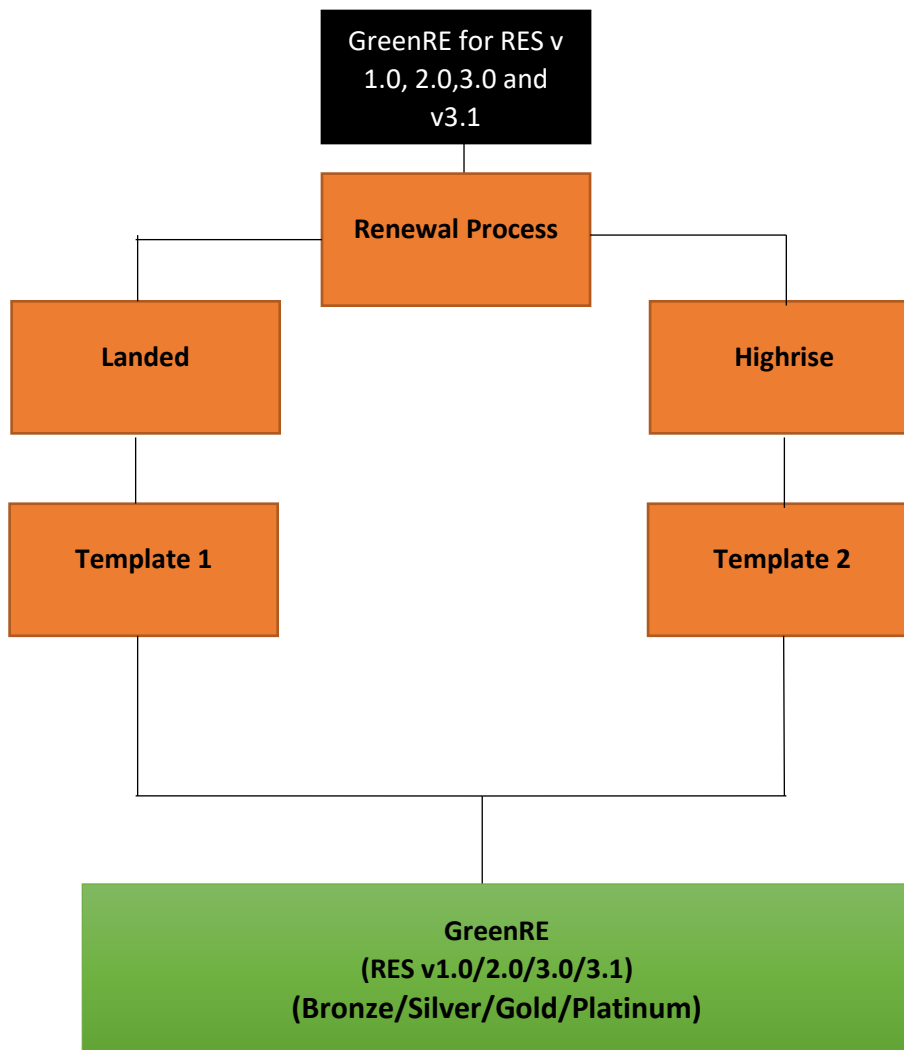 GreenRE for RES v
1.0, 2.0,3.0 and
v3.1
Renewal Process
Landed
Highrise
Template 1
Template 2
GreenRE
(RES v1.0/2.0/3.0/3.1)
(Bronze/Silver/Gold/Platinum)